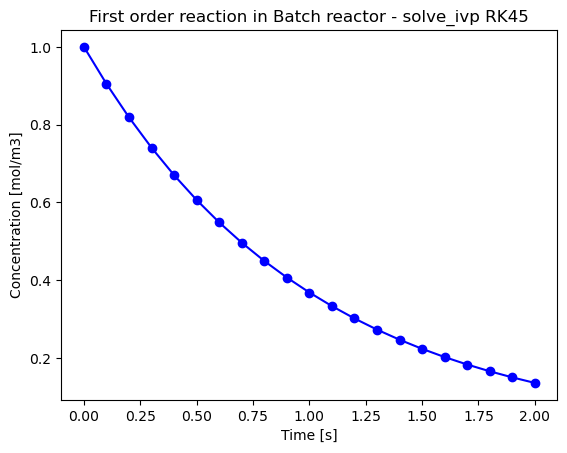 First order reaction in Batch reactor - solve_ivp RK45
Concentration [mol/m3]
1.0
0.8
0.6
0.4
0.2
0.00 0.25 0.50 0.75 1.00 1.25 1.50 1.75 2.00
Time [s]